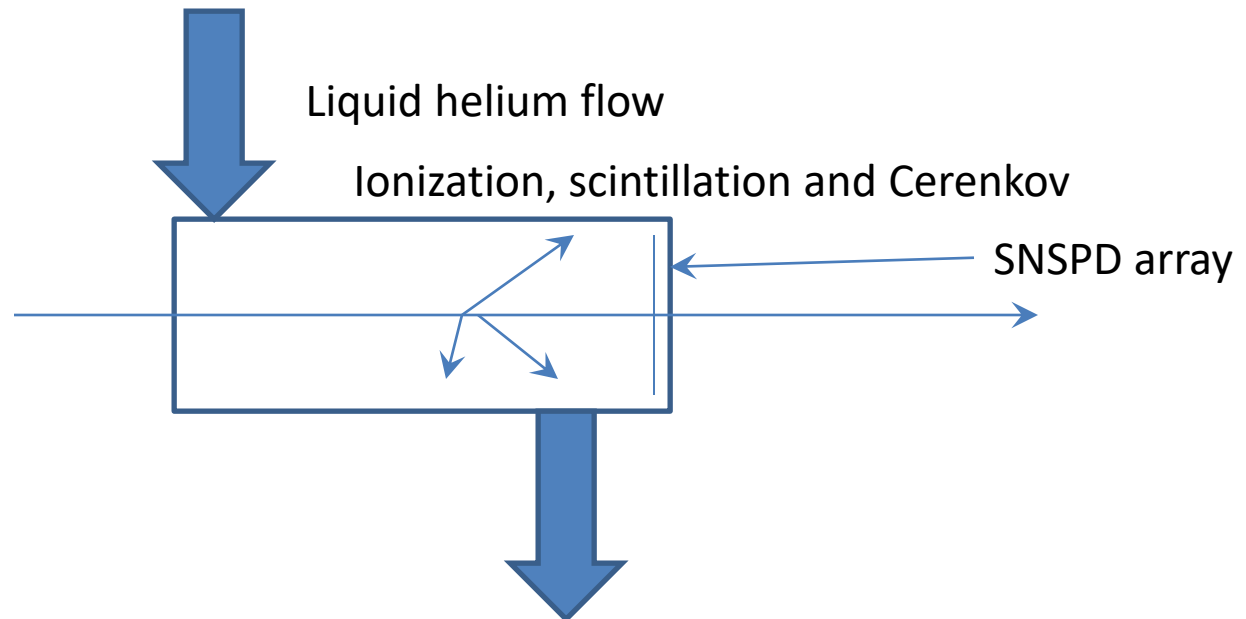 Liquid helium flow
Ionization, scintillation and Cerenkov
SNSPD array